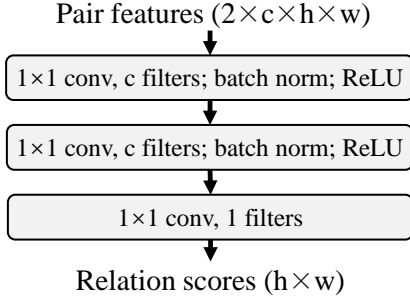 Pair features (2×c×h×w)
1×1 conv, c filters; batch norm; ReLU
1×1 conv, c filters; batch norm; ReLU
1×1 conv, 1 filters
Relation scores (h×w)